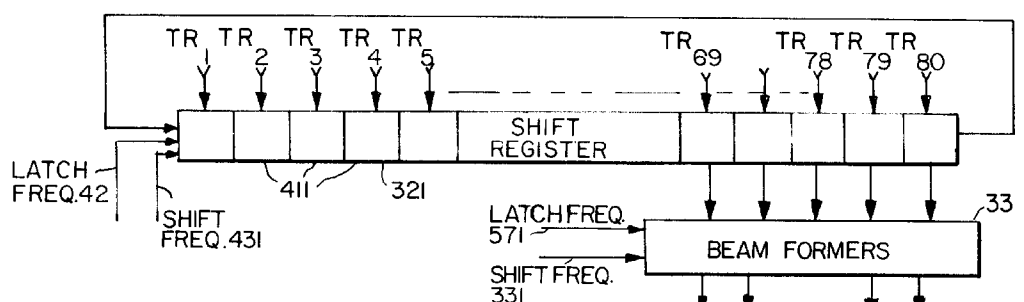 TR 1 TR 2 TR 3 TR 4 TR 5 TR 69 TR 78 TR 79 TR 80
SHIFT
REGISTER
LATCH
FREQ.42
411
321
SHIFT
FREQ.431
LATCH FREQ.
571
33
BEAM FORMERS
SHIFT FREQ.
331